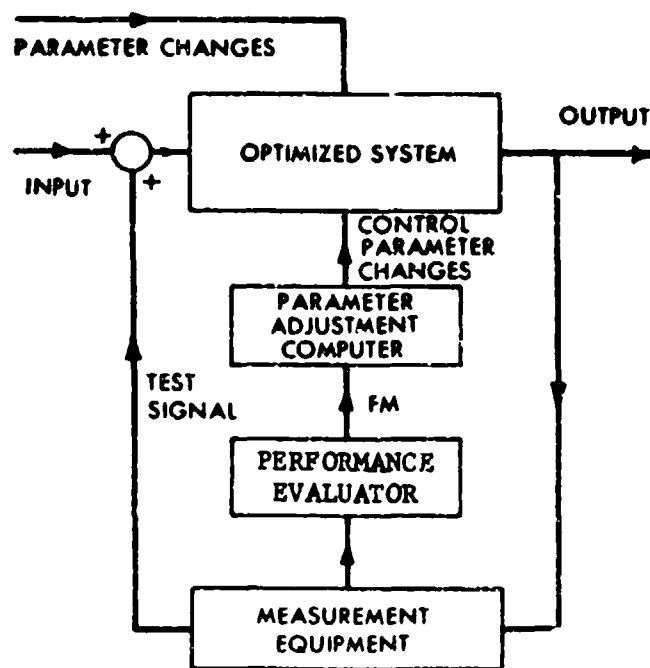 PARAMETER CHANGES
OPTIMIZED SYSTEM
OUTPUT
+
INPUT
+
CONTROL
PARAMETER
CHANGES
PARAMETER
ADJUSTMENT
COMPUTER
TEST
SIGNAL
FM
PERFORMANCE
EVALUATOR
MEASUREMENT
EQUIPMENT